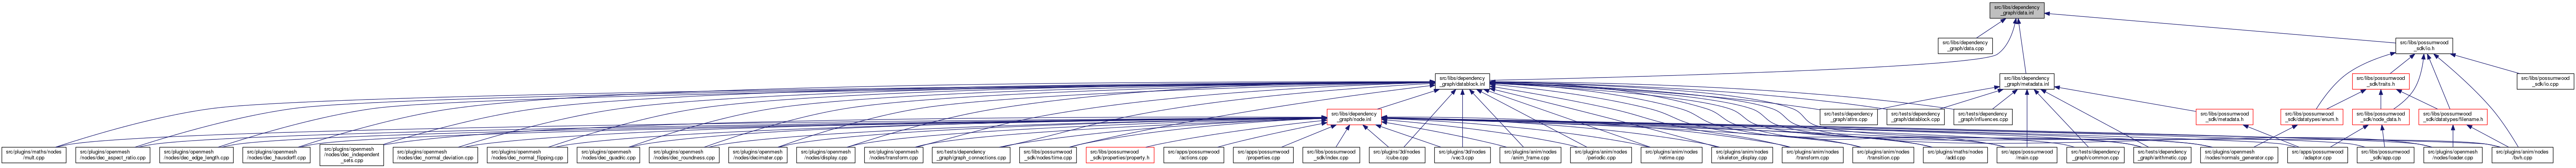 src/libs/dependency
_graph/data.inl
src/libs/dependency
_graph/data.cpp
src/libs/possumwood
_sdk/io.h
src/libs/dependency
_graph/datablock.inl
src/libs/dependency
_graph/metadata.inl
src/libs/possumwood
_sdk/traits.h
src/libs/possumwood
_sdk/io.cpp
src/libs/dependency
_graph/node.inl
src/tests/dependency
_graph/attrs.cpp
src/tests/dependency
_graph/datablock.cpp
src/tests/dependency
_graph/influences.cpp
src/libs/possumwood
_sdk/metadata.h
src/libs/possumwood
_sdk/datatypes/enum.h
src/libs/possumwood
_sdk/node_data.h
src/libs/possumwood
_sdk/datatypes/filename.h
src/plugins/maths/nodes
/mult.cpp
src/plugins/openmesh
/nodes/dec_aspect_ratio.cpp
src/plugins/openmesh
/nodes/dec_edge_length.cpp
src/plugins/openmesh
/nodes/dec_hausdorff.cpp
src/plugins/openmesh
/nodes/dec_independent
_sets.cpp
src/plugins/openmesh
/nodes/dec_normal_deviation.cpp
src/plugins/openmesh
/nodes/dec_normal_flipping.cpp
src/plugins/openmesh
/nodes/dec_quadric.cpp
src/plugins/openmesh
/nodes/dec_roundness.cpp
src/plugins/openmesh
/nodes/decimater.cpp
src/plugins/openmesh
/nodes/display.cpp
src/plugins/openmesh
/nodes/transform.cpp
src/tests/dependency
_graph/graph_connections.cpp
src/libs/possumwood
_sdk/nodes/time.cpp
src/libs/possumwood
_sdk/properties/property.h
src/apps/possumwood
/actions.cpp
src/apps/possumwood
/properties.cpp
src/libs/possumwood
_sdk/index.cpp
src/plugins/3d/nodes
/cube.cpp
src/plugins/3d/nodes
/vec3.cpp
src/plugins/anim/nodes
/anim_frame.cpp
src/plugins/anim/nodes
/periodic.cpp
src/plugins/anim/nodes
/retime.cpp
src/plugins/anim/nodes
/skeleton_display.cpp
src/plugins/anim/nodes
/transform.cpp
src/plugins/anim/nodes
/transition.cpp
src/plugins/maths/nodes
/add.cpp
src/apps/possumwood
/main.cpp
src/tests/dependency
_graph/common.cpp
src/tests/dependency
_graph/arithmetic.cpp
src/plugins/openmesh
/nodes/normals_generator.cpp
src/apps/possumwood
/adaptor.cpp
src/libs/possumwood
_sdk/app.cpp
src/plugins/openmesh
/nodes/loader.cpp
src/plugins/anim/nodes
/bvh.cpp